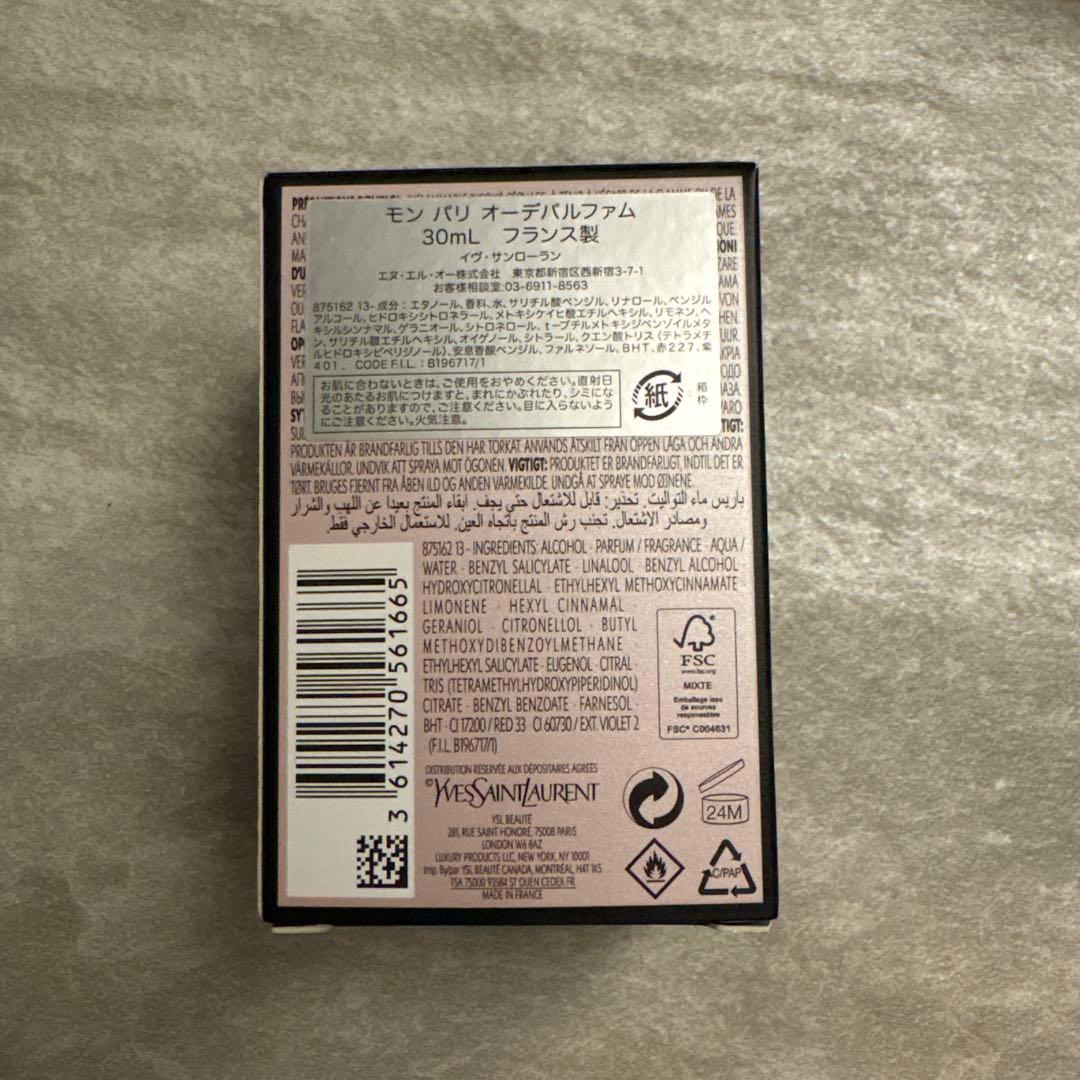 モン パリ オーデパルファム
30mL フランス製
イヴ・サンローラン
エヌ・エル・オー株式会社 東京都新宿区西新宿3-7-1
お客様相談室:03-6911-8563
875162 13-成分：エタノール、香料、水、サリチル酸ベンジル、リナロール、ベンジル
アルコール、ヒドロキシシトロネラール、メトキシケイヒ酸エチルヘキシル、リモネン、ヘ
キシルシンナマル、ゲラニオール、シトロネロール、t-ブチルメトキシジベンゾイルメタ
ン、サリチル酸エチルヘキシル、オイゲノール、シトラール、クエン酸トリス（テトラメチ
ルヒドロキシピペリジノール）、安息香酸ベンジル、ファルネソール、BHT、赤227、紫
401． CODE F.I.L.：B196717/1
お肌に合わないときは、ご使用をおやめください。直射日
光のあたるお肌につけますと、まれにかぶれたり、シミにな
ることがありますので、ご注意ください。目に入らないよう
にご注意ください。火気注意。
紙
：箱
枠
PRODUKTEN ÄR BRANDFARLIG TILLS DEN HAR TORKAT. ANVÄNDS ÅTSKILT FRÅN ÖPPEN LÅGA OCH ANDRA
VÄRMEKÄLLOR. UNDVIK ATT SPRAYA MOT ÖGONEN. VIGTIGT: PRODUKTET ER BRANDFARLIGT, INDTIL DET ER
TØRT. BRUGES FJERNT FRA ÅBEN ILD OG ANDEN VARMEKILDE. UNDGÅ AT SPRAYE MOD ØJNENE.
باريس ماء التواليت. تحذير: قابل للاشتعال حتى يجف. ابقاء المنتج بعيدا عن اللهب والشرار
ومصادر الاشتعال. تجنب رش المنتج باتجاه العين. للاستعمال الخارجي فقط.
875162 13 - INGREDIENTS: ALCOHOL · PARFUM / FRAGRANCE · AQUA /
WATER · BENZYL SALICYLATE · LINALOOL · BENZYL ALCOHOL
HYDROXYCITRONELLAL · ETHYLHEXYL METHOXYCINNAMATE
LIMONENE · HEXYL CINNAMAL
GERANIOL · CITRONELLOL · BUTYL
METHOXYDIBENZOYLMETHANE
ETHYLHEXYL SALICYLATE · EUGENOL · CITRAL
TRIS (TETRAMETHYLHYDROXYPIPERIDINOL)
CITRATE · BENZYL BENZOATE · FARNESOL
BHT · CI 17200 / RED 33 · CI 60730 / EXT. VIOLET 2
(F.I.L. B196717/1)
FSC
www.fsc.org
MIXTE
Emballage issu
de sources
responsables
FSC® C004631
3 614270 561665
DISTRIBUTION RÉSERVÉE AUX DÉPOSITAIRES AGRÉÉS
©YVESSAINTLAURENT
YSL BEAUTÉ
281, RUE SAINT HONORÉ, 75008 PARIS
LONDON W6 8AZ
LUXURY PRODUCTS LLC, NEW YORK, NY 10001
Imp. By/par YSL BEAUTÉ CANADA, MONTRÉAL, H4T 1K5
TSA 75000 93584 ST OUEN CEDEX FR
MADE IN FRANCE
24M
C/PAP